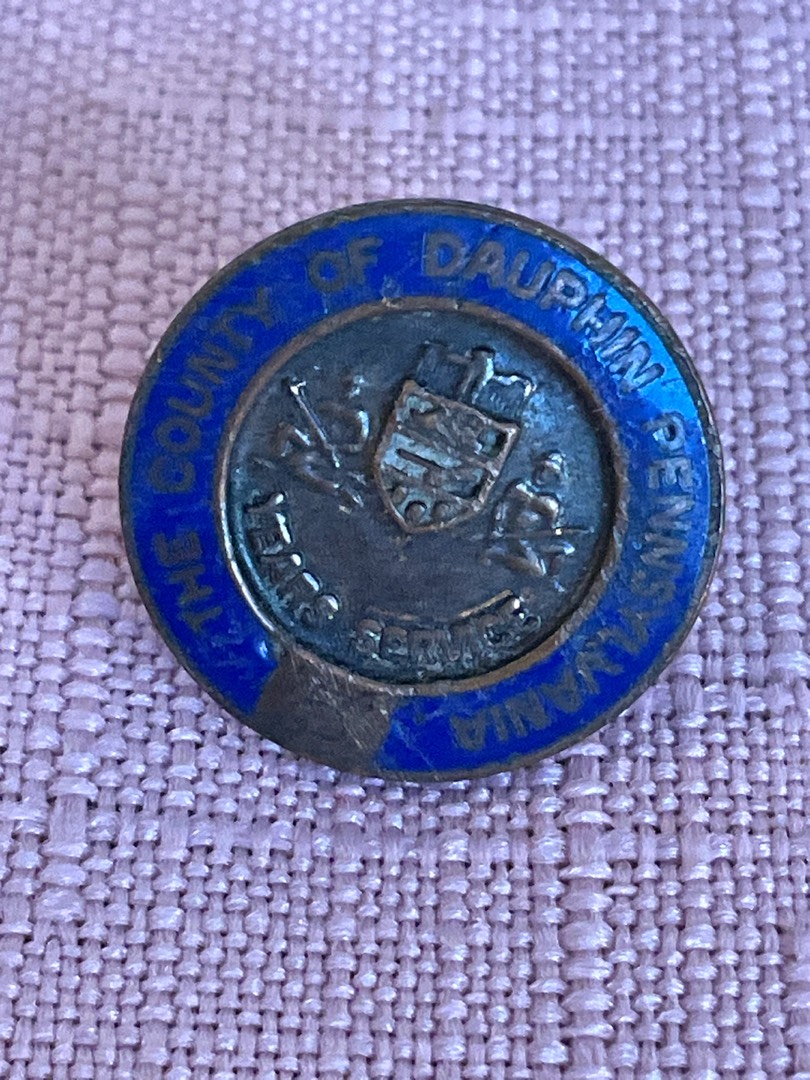 THE COUNTY OF DAUPHIN PENNSYLVANIA
YEARS SERVICE